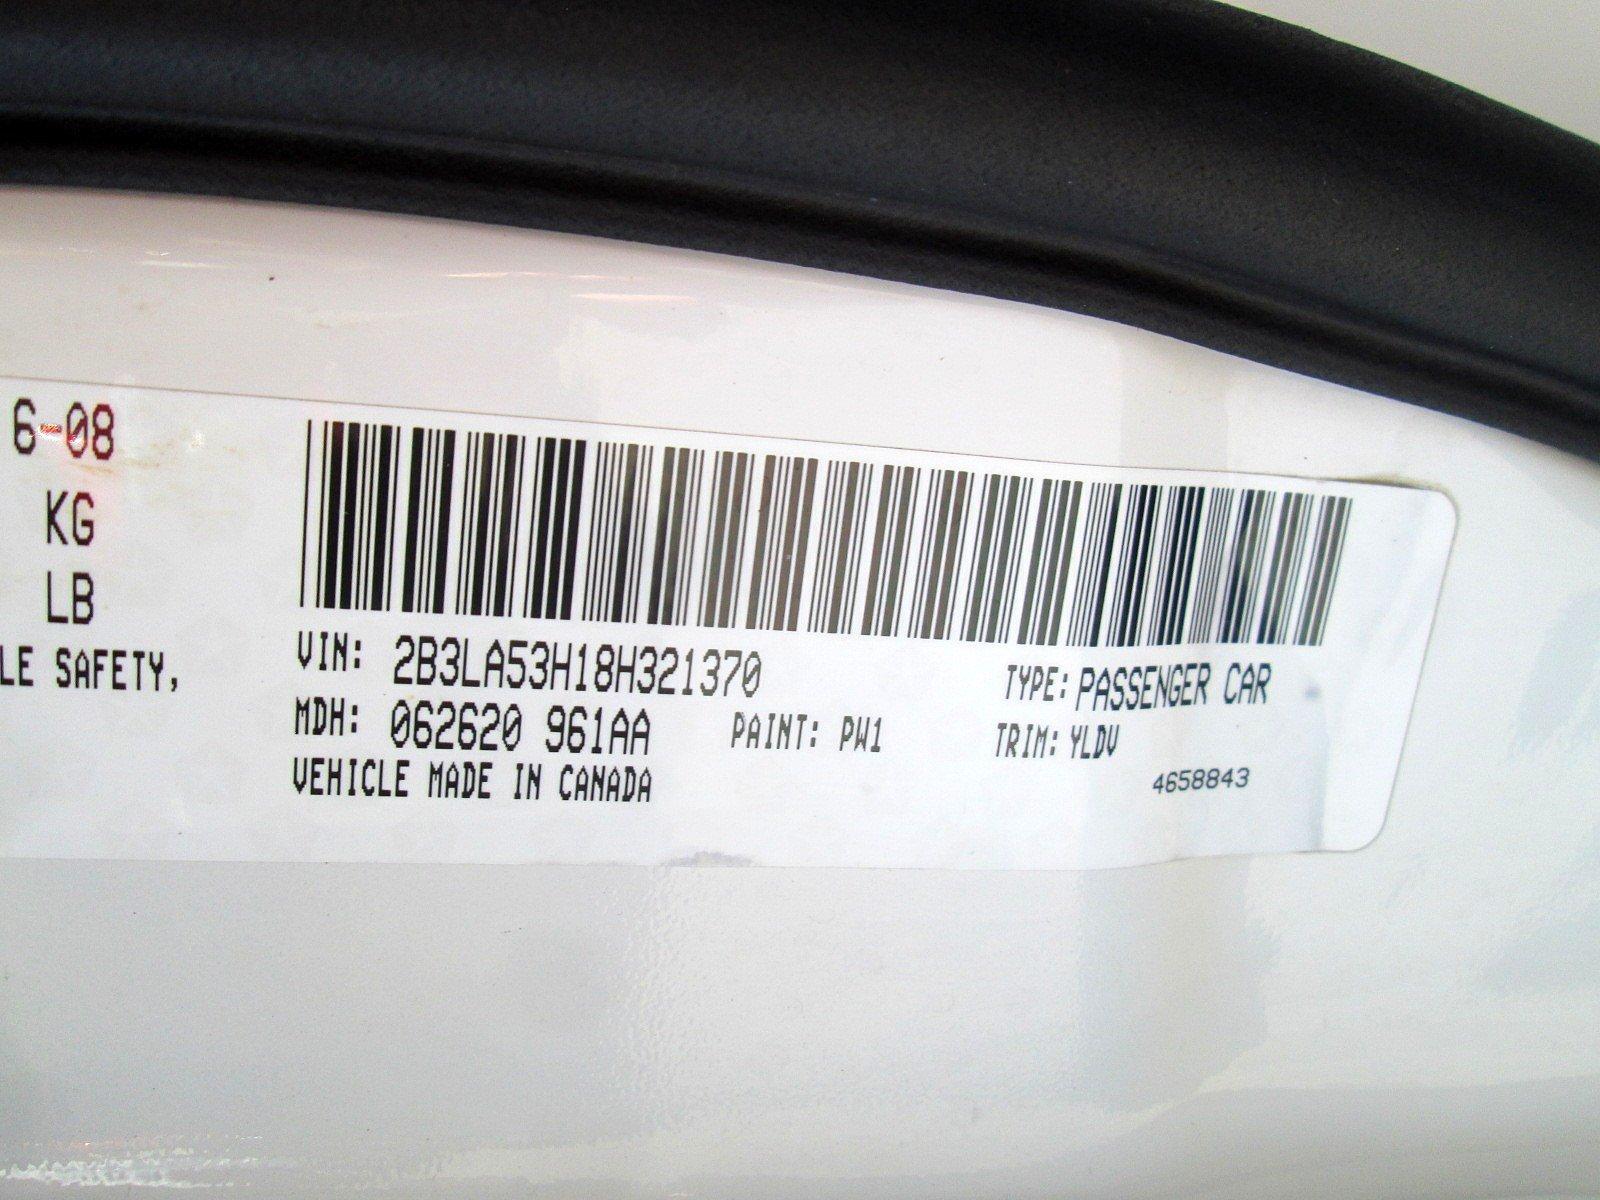 6-08
KG
LB
LE SAFETY,
VIN: 2B3LA53H18H321370
TYPE: PASSENGER CAR
MDH: 062620 961AA
PAINT: PW1
TRIM: YLDV
VEHICLE MADE IN CANADA
4658843